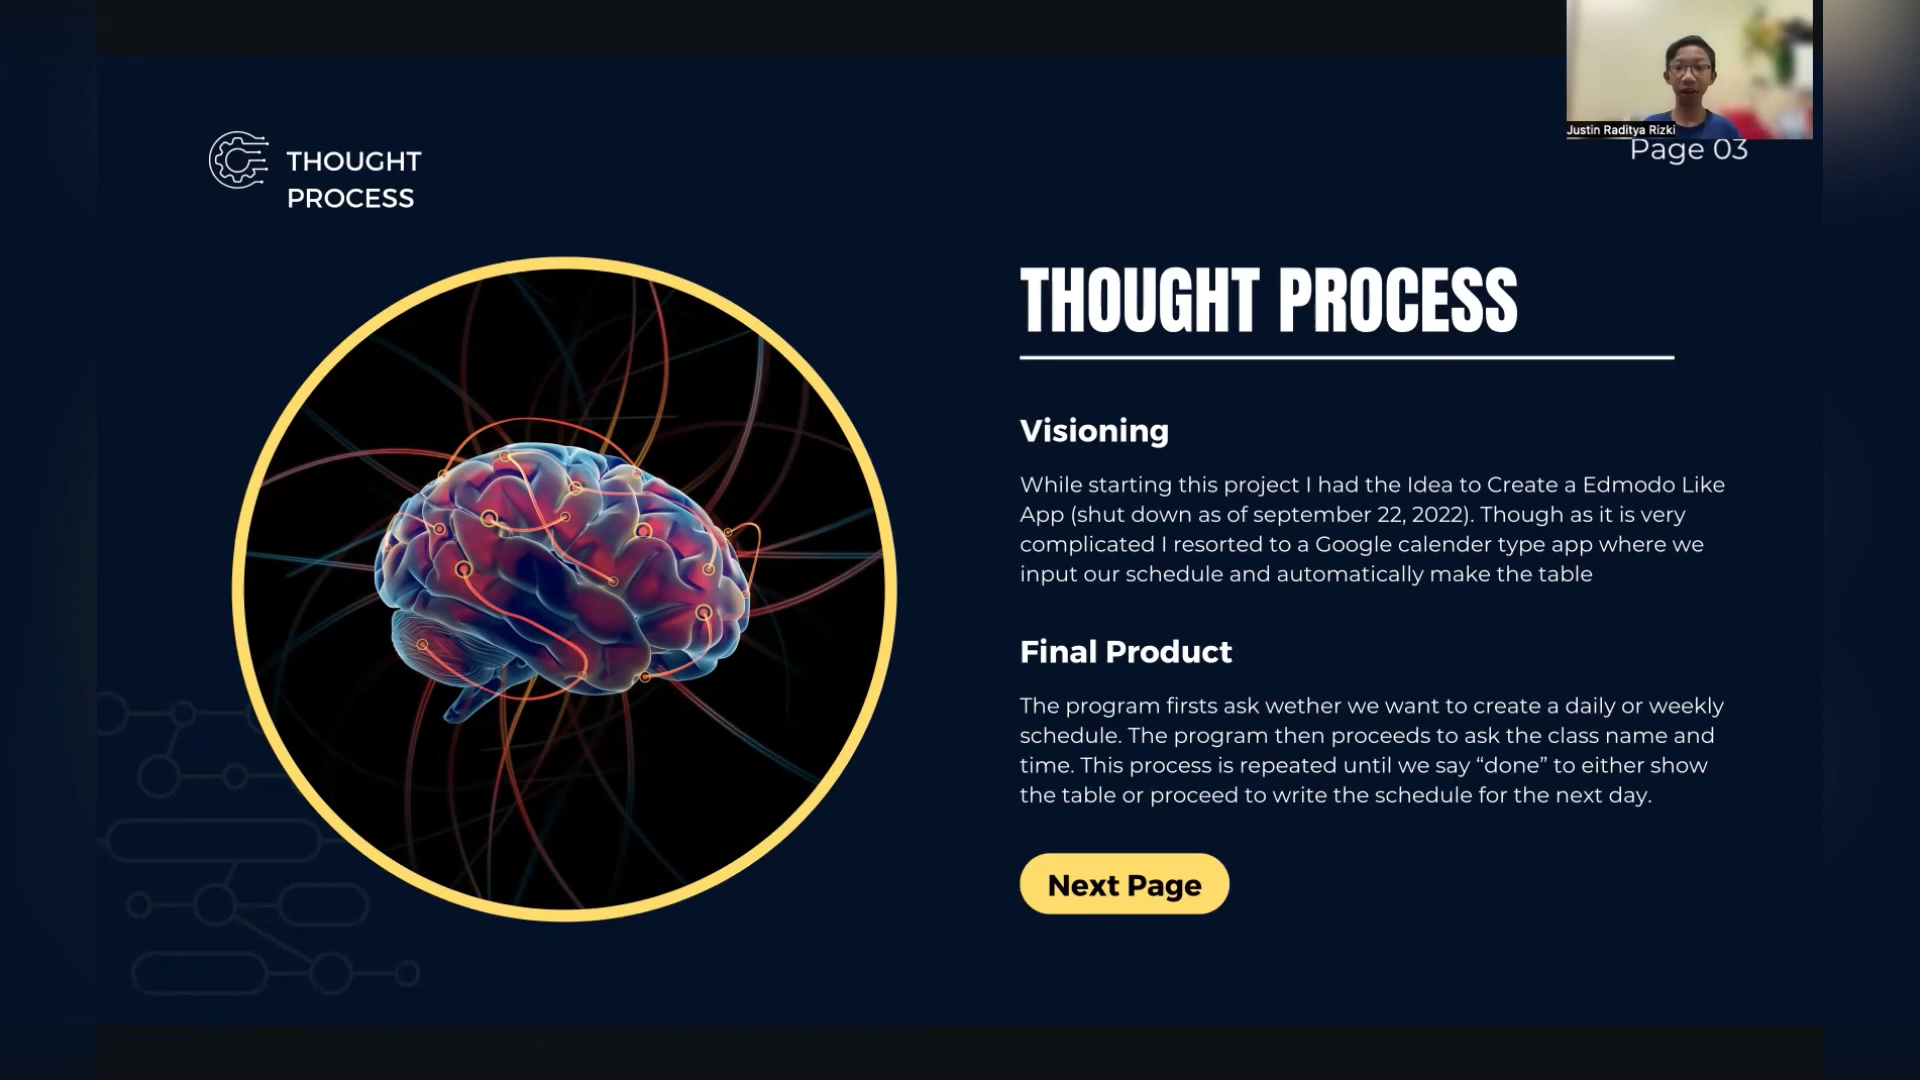 Justin Raditya Rizki
THOUGHT
PROCESS
Page 03
THOUGHT PROCESS
Visioning
While starting this project I had the Idea to Create a Edmodo Like
App (shut down as of september 22, 2022). Though as it is very
complicated I resorted to a Google calender type app where we
input our schedule and automatically make the table
Final Product
The program firsts ask wether we want to create a daily or weekly
schedule. The program then proceeds to ask the class name and
time. This process is repeated until we say “done” to either show
the table or proceed to write the schedule for the next day.
Next Page